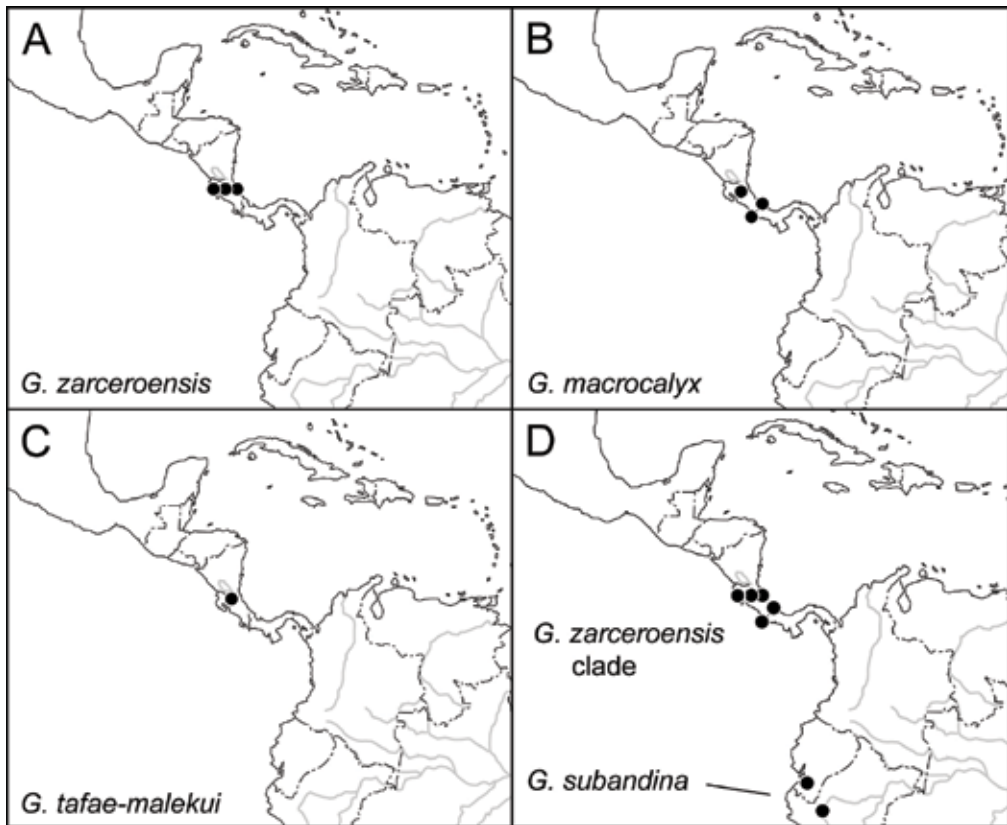 A
G. zarceroensis
B
G. macrocalyx
C
G. tafae-malekui
D
G. zarceroensis
clade
G. subandina